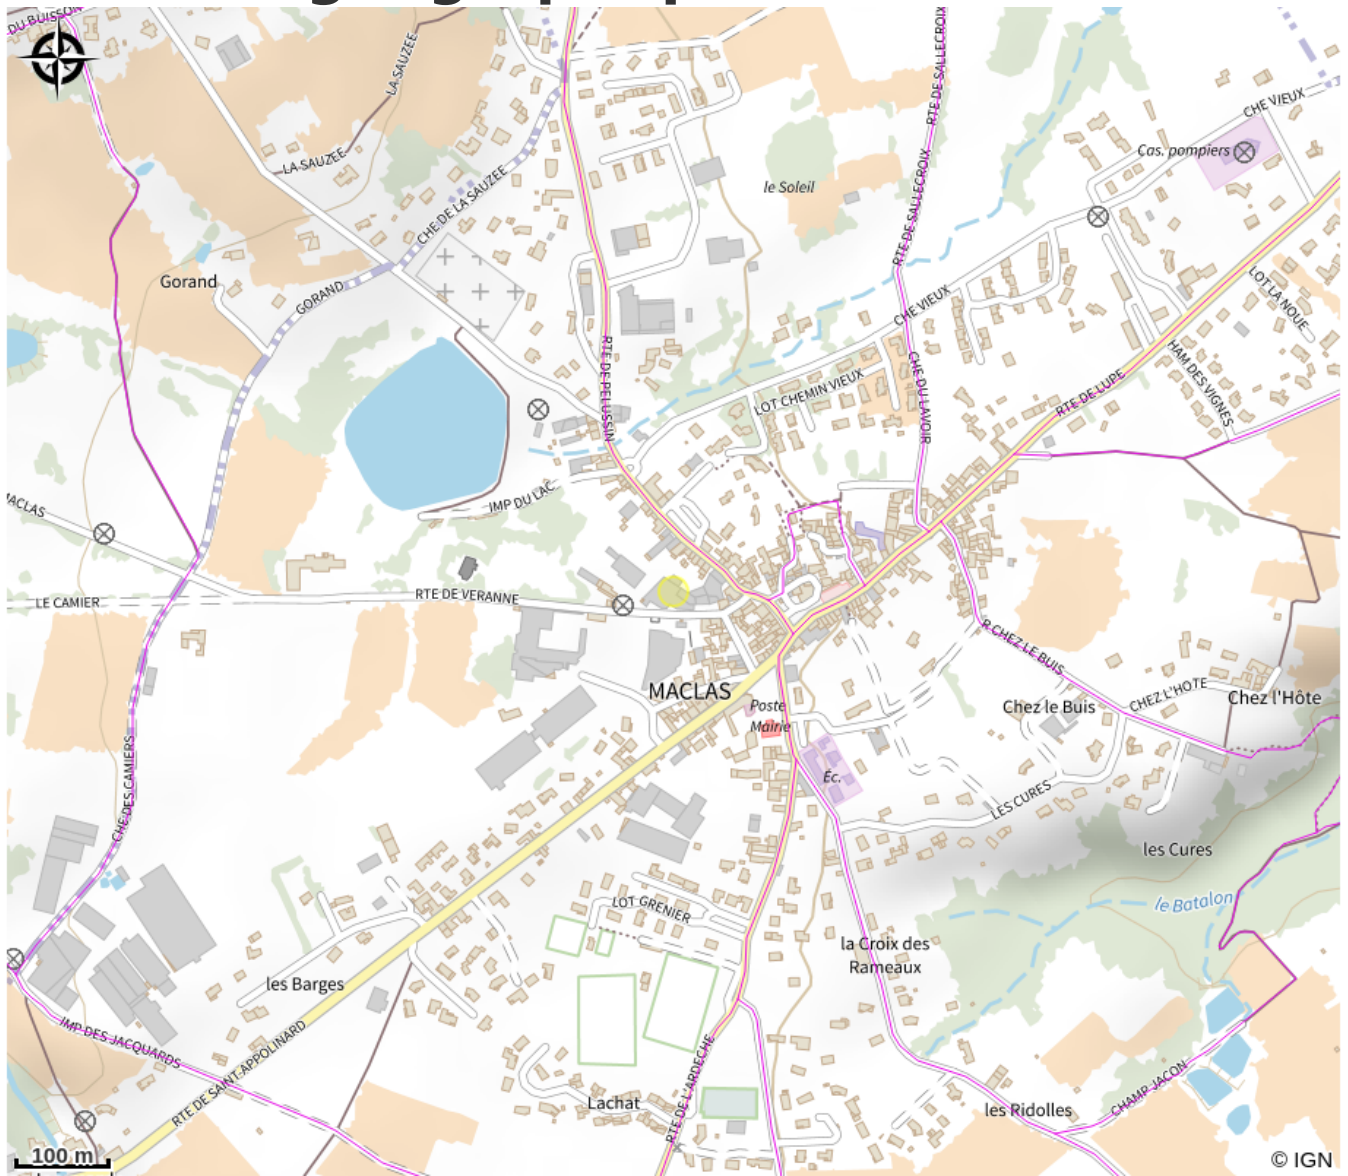 DU BUISSON
LA SAUZEE
LA SAUZEE
CHE DE LA SAUZEE
RTE DE SALLECROIX
RTE DE SALLECROIX
CHE VIEUX
Cas. pompiers
le Soleil
Gorand
GORAND
LOT LA NOUE
CHE VIEUX
RTE DE PELUSSIN
HAM DES VIGNES
CHE DU LAVOIR
LOT CHEMIN VIEUX
RTE DE LUPE
IMP DU LAC
MACLAS
LE CAMIER
RTE DE VERANNE
R CHEZ LE BUIS
MACLAS
Poste
Mairie
Chez le Buis
CHEZ L'HOTE
Chez l'Hôte
Éc.
CHE DES CAMIERS
LES CURES
les Cures
le Batalon
LOT GRENIER
la Croix des
Rameaux
les Barges
IMP DES JACQUARDS
RTE DE SAINT-APPOLINARD
RTE DE L'ARDECHE
Lachat
les Ridolles
CHAMP JACON
100 m
© IGN